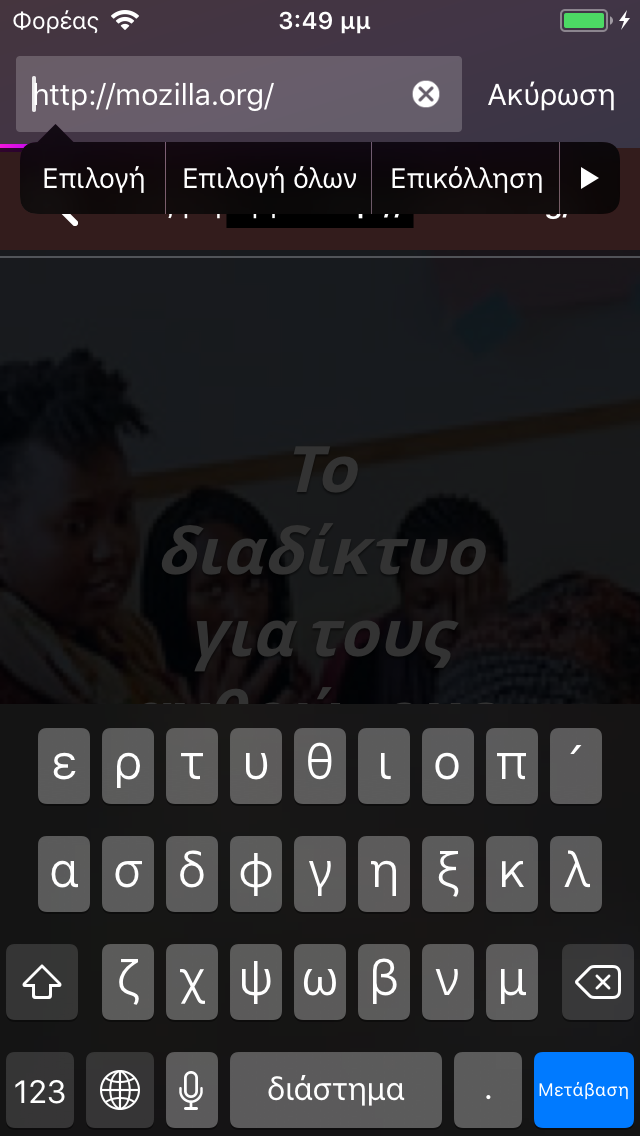 Φορέας 3:49 μμ
http://mozilla.org/ Ακύρωση
Επιλογή Επιλογή όλων Επικόλληση
Το
διαδίκτυο
για τους
ε ρ τ υ θ ι ο π ´
α σ δ φ γ η ξ κ λ
ζ χ ψ ω β ν μ
123 διάστημα . Μετάβαση